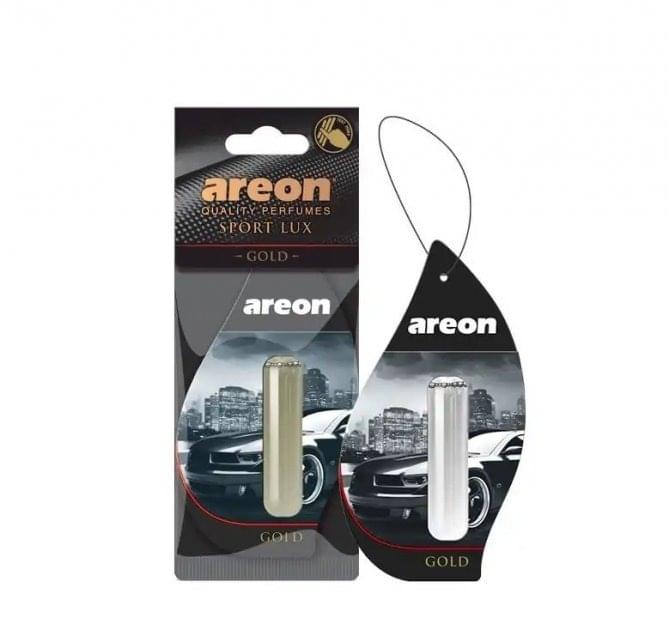 areon
QUALITY PERFUMES
SPORT LUX
GOLD
areon
GOLD
areon
GOLD